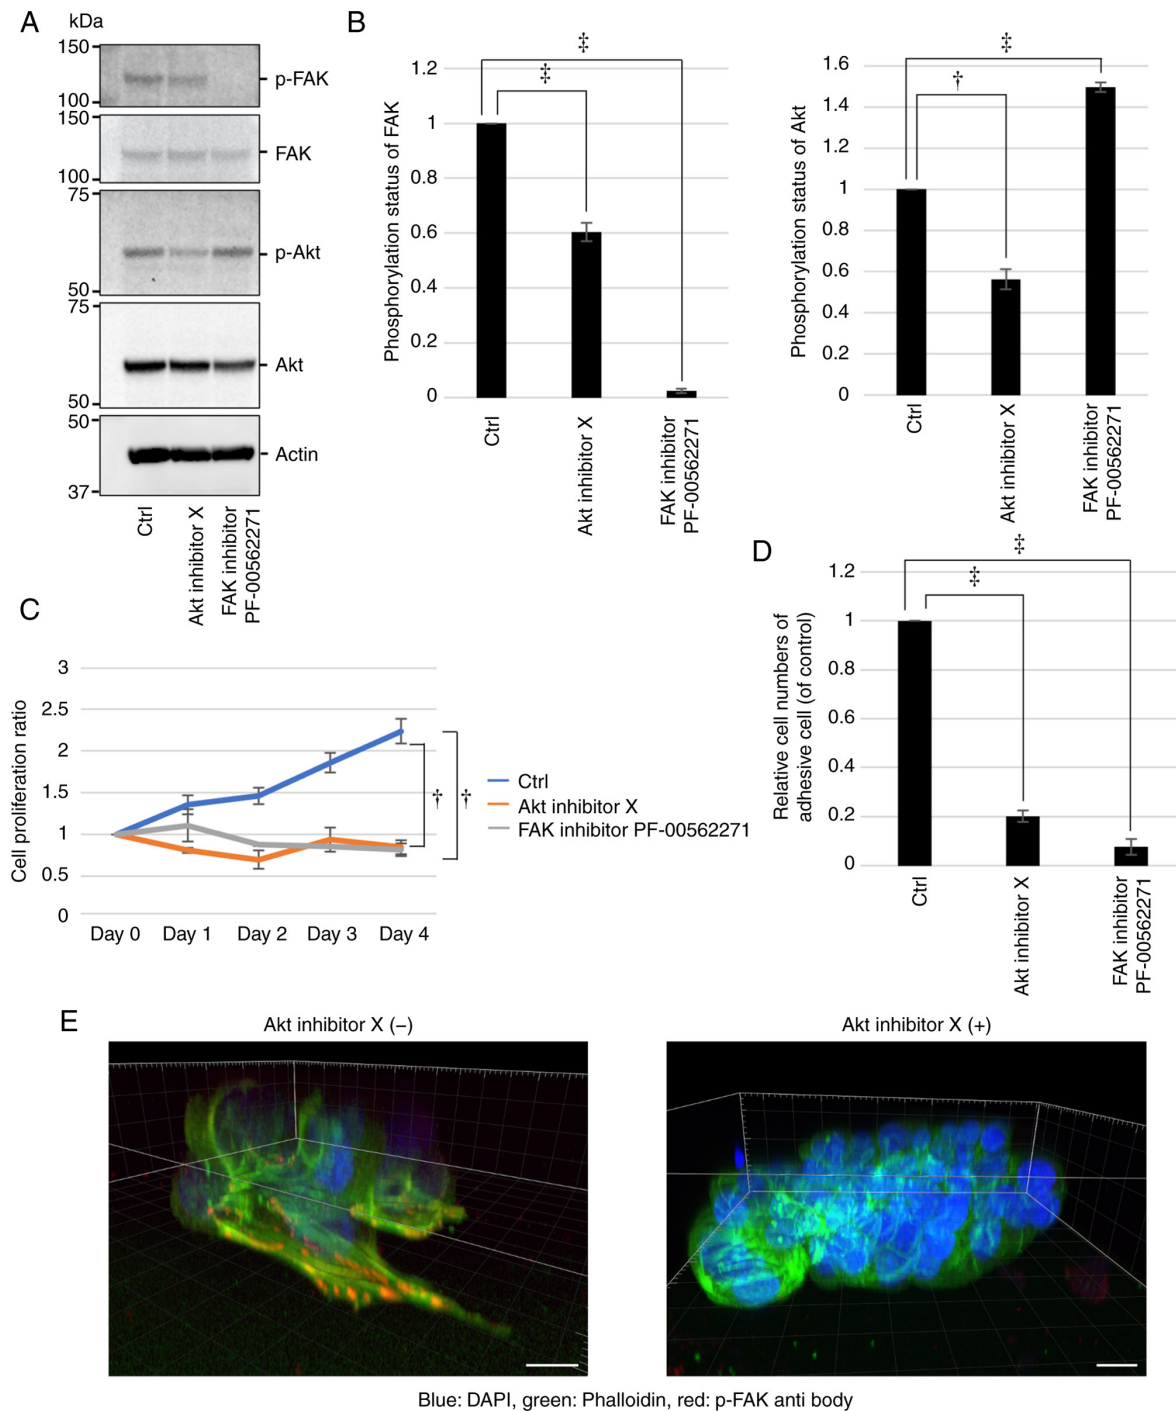 A
kDa
150
100
p-FAK
150
100
FAK
75
50
p-Akt
75
50
Akt
50
37
Actin
Ctrl
Akt inhibitor X
FAK inhibitor
PF-00562271
B
Phosphorylation status of FAK
1.2
1
0.8
0.6
0.4
0.2
0
‡
‡
Ctrl
Akt inhibitor X
FAK inhibitor
PF-00562271
Phosphorylation status of Akt
1.6
1.4
1.2
1
0.8
0.6
0.4
0.2
0
‡
†
Ctrl
Akt inhibitor X
FAK inhibitor
PF-00562271
C
Cell proliferation ratio
3
2.5
2
1.5
1
0.5
0
Day 0 Day 1 Day 2 Day 3 Day 4
† †
Ctrl
Akt inhibitor X
FAK inhibitor PF-00562271
D
Relative cell numbers of
adhesive cell (of control)
1.2
1
0.8
0.6
0.4
0.2
0
‡
‡
Ctrl
Akt inhibitor X
FAK inhibitor
PF-00562271
E
Akt inhibitor X (−)
Akt inhibitor X (+)
Blue: DAPI, green: Phalloidin, red: p-FAK anti body